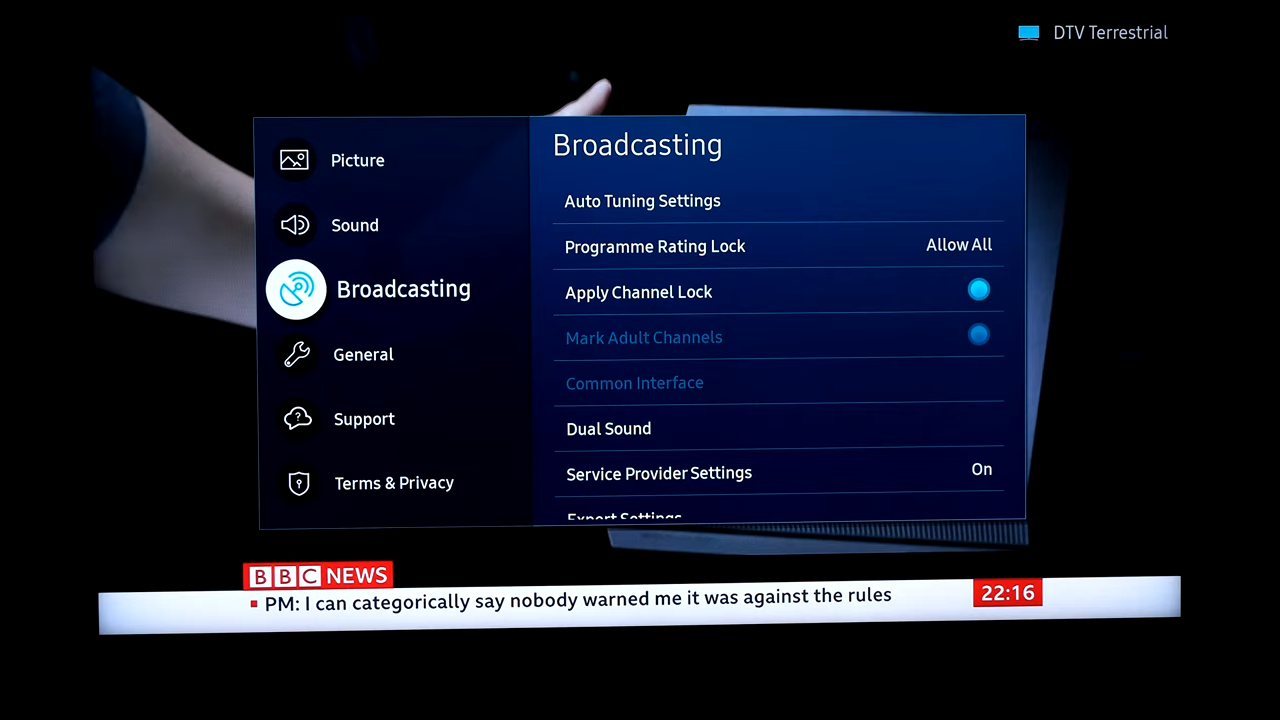 DTV Terrestrial
Picture
Sound
Broadcasting
General
Support
Terms & Privacy
Broadcasting
Auto Tuning Settings
Programme Rating Lock Allow All
Apply Channel Lock
Mark Adult Channels
Common Interface
Dual Sound
Service Provider Settings On
Expert Settings
BBC NEWS
PM: I can categorically say nobody warned me it was against the rules 22:16